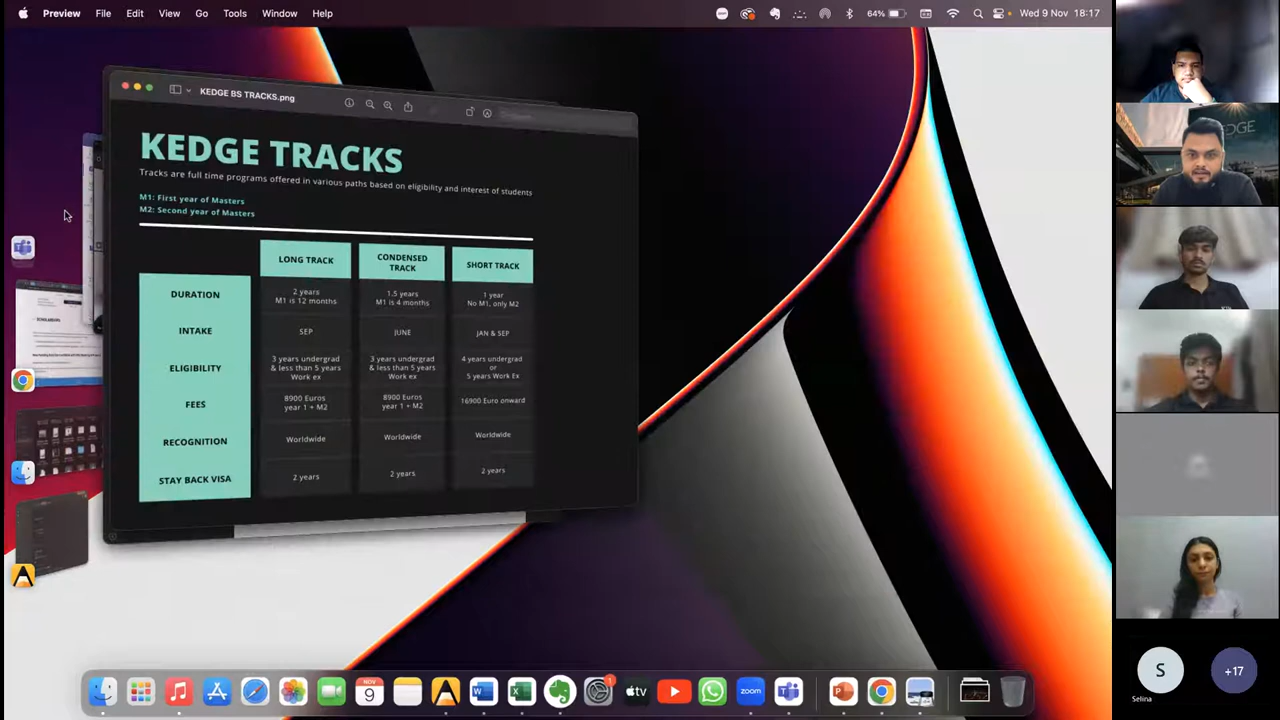 Preview File Edit View Go Tools Window Help
64% Wed 9 Nov 18:17
KEDGE BS TRACKS.png
KEDGE TRACKS
Tracks are full time programs offered in various paths based on eligibility and interest of students
M1: First year of Masters
M2: Second year of Masters
LONG TRACK CONDENSED TRACK SHORT TRACK
DURATION
2 years
M1 is 12 months
1.5 years
M1 is 4 months
1 year
No M1, only M2
INTAKE SEP JUNE JAN & SEP
ELIGIBILITY
3 years undergrad
& less than 5 years
Work ex
3 years undergrad
& less than 5 years
Work ex
4 years undergrad
or
5 years Work Ex
FEES
8900 Euros
year 1 + M2
8900 Euros
year 1 + M2
16900 Euro onward
RECOGNITION Worldwide Worldwide Worldwide
STAY BACK VISA 2 years 2 years 2 years
EDGE
NOV
9
1
tv
zoom
S
Selina
+17